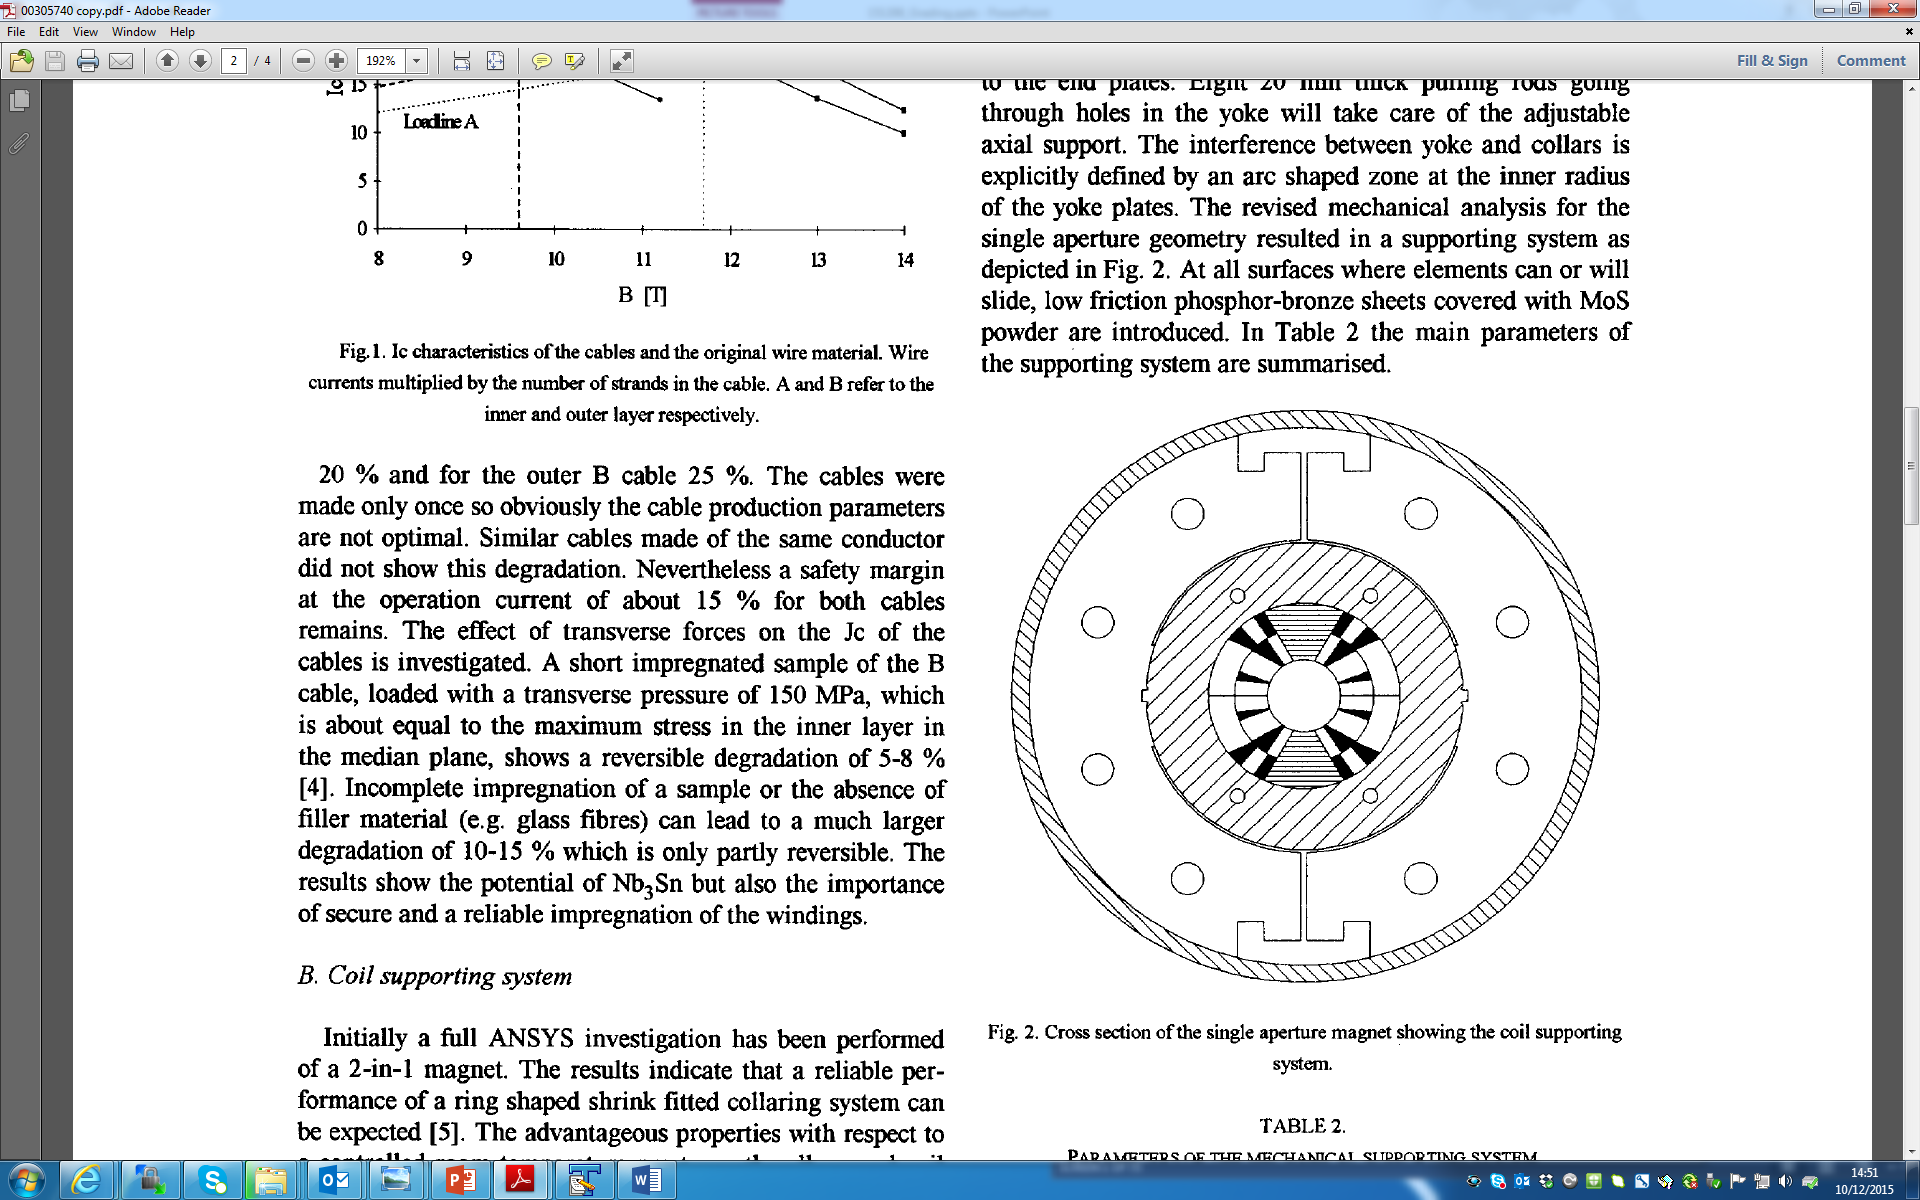 00305740 copy.pdf - Adobe Reader
File Edit View Window Help
2 / 4
192%
Fill & Sign
Comment
Ic
15
10
5
0
Loadline A
8 9 10 11 12 13 14
B [T]
Fig.1. Ic characteristics of the cables and the original wire material. Wire
currents multiplied by the number of strands in the cable. A and B refer to the
inner and outer layer respectively.
20 % and for the outer B cable 25 %. The cables were
made only once so obviously the cable production parameters
are not optimal. Similar cables made of the same conductor
did not show this degradation. Nevertheless a safety margin
at the operation current of about 15 % for both cables
remains. The effect of transverse forces on the Jc of the
cables is investigated. A short impregnated sample of the B
cable, loaded with a transverse pressure of 150 MPa, which
is about equal to the maximum stress in the inner layer in
the median plane, shows a reversible degradation of 5-8 %
[4]. Incomplete impregnation of a sample or the absence of
filler material (e.g. glass fibres) can lead to a much larger
degradation of 10-15 % which is only partly reversible. The
results show the potential of Nb3Sn but also the importance
of secure and a reliable impregnation of the windings.
B. Coil supporting system
Initially a full ANSYS investigation has been performed
of a 2-in-1 magnet. The results indicate that a reliable per-
formance of a ring shaped shrink fitted collaring system can
be expected [5]. The advantageous properties with respect to
to the end plates. Eight 20 mm thick pulling rods going
through holes in the yoke will take care of the adjustable
axial support. The interference between yoke and collars is
explicitly defined by an arc shaped zone at the inner radius
of the yoke plates. The revised mechanical analysis for the
single aperture geometry resulted in a supporting system as
depicted in Fig. 2. At all surfaces where elements can or will
slide, low friction phosphor-bronze sheets covered with MoS
powder are introduced. In Table 2 the main parameters of
the supporting system are summarised.
Fig. 2. Cross section of the single aperture magnet showing the coil supporting
system.
TABLE 2.
PARAMETERS OF THE MECHANICAL SUPPORTING SYSTEM
14:51
10/12/2015